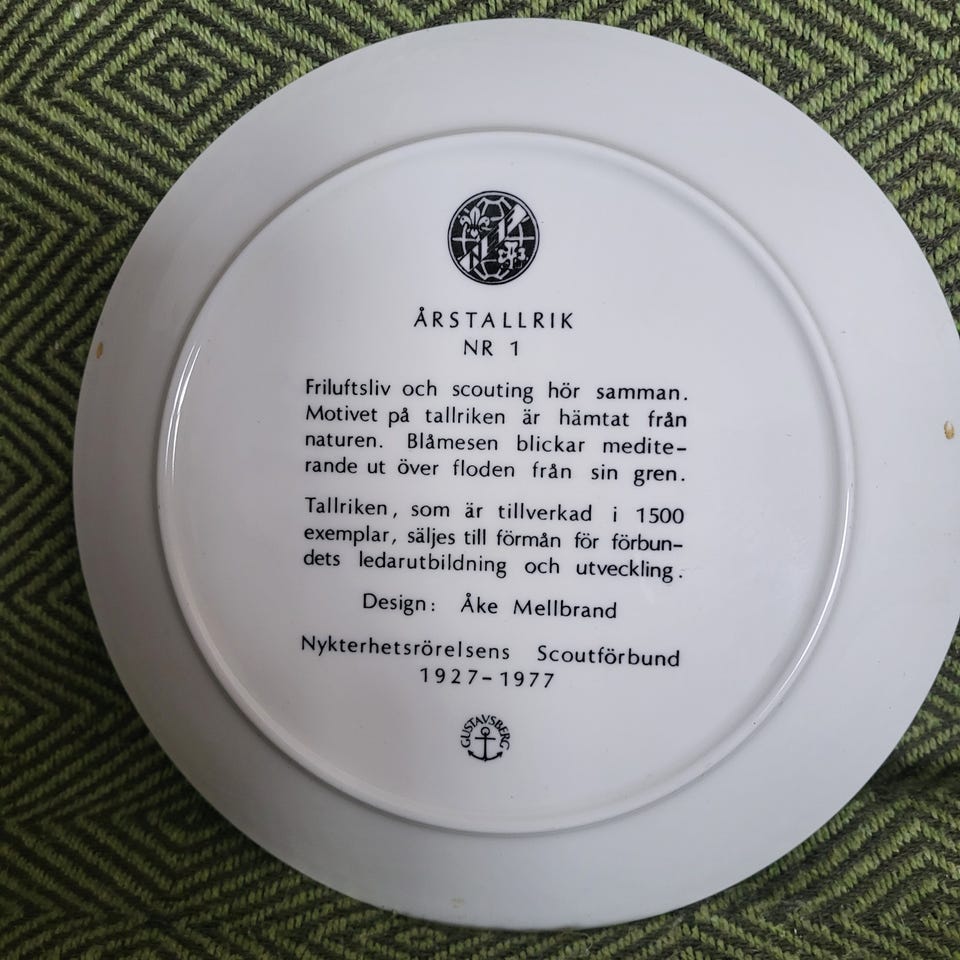 ÅRSTALLRIK
NR 1
Friluftsliv och scouting hör samman.
Motivet på tallriken är hämtat från
naturen. Blåmesen blickar medite-
rande ut över floden från sin gren.
Tallriken, som är tillverkad i 1500
exemplar, säljes till förmån för förbun-
dets ledarutbildning och utveckling.
Design: Åke Mellbrand
Nykterhetsrörelsens Scoutförbund
1927-1977
GUSTAVSBERG